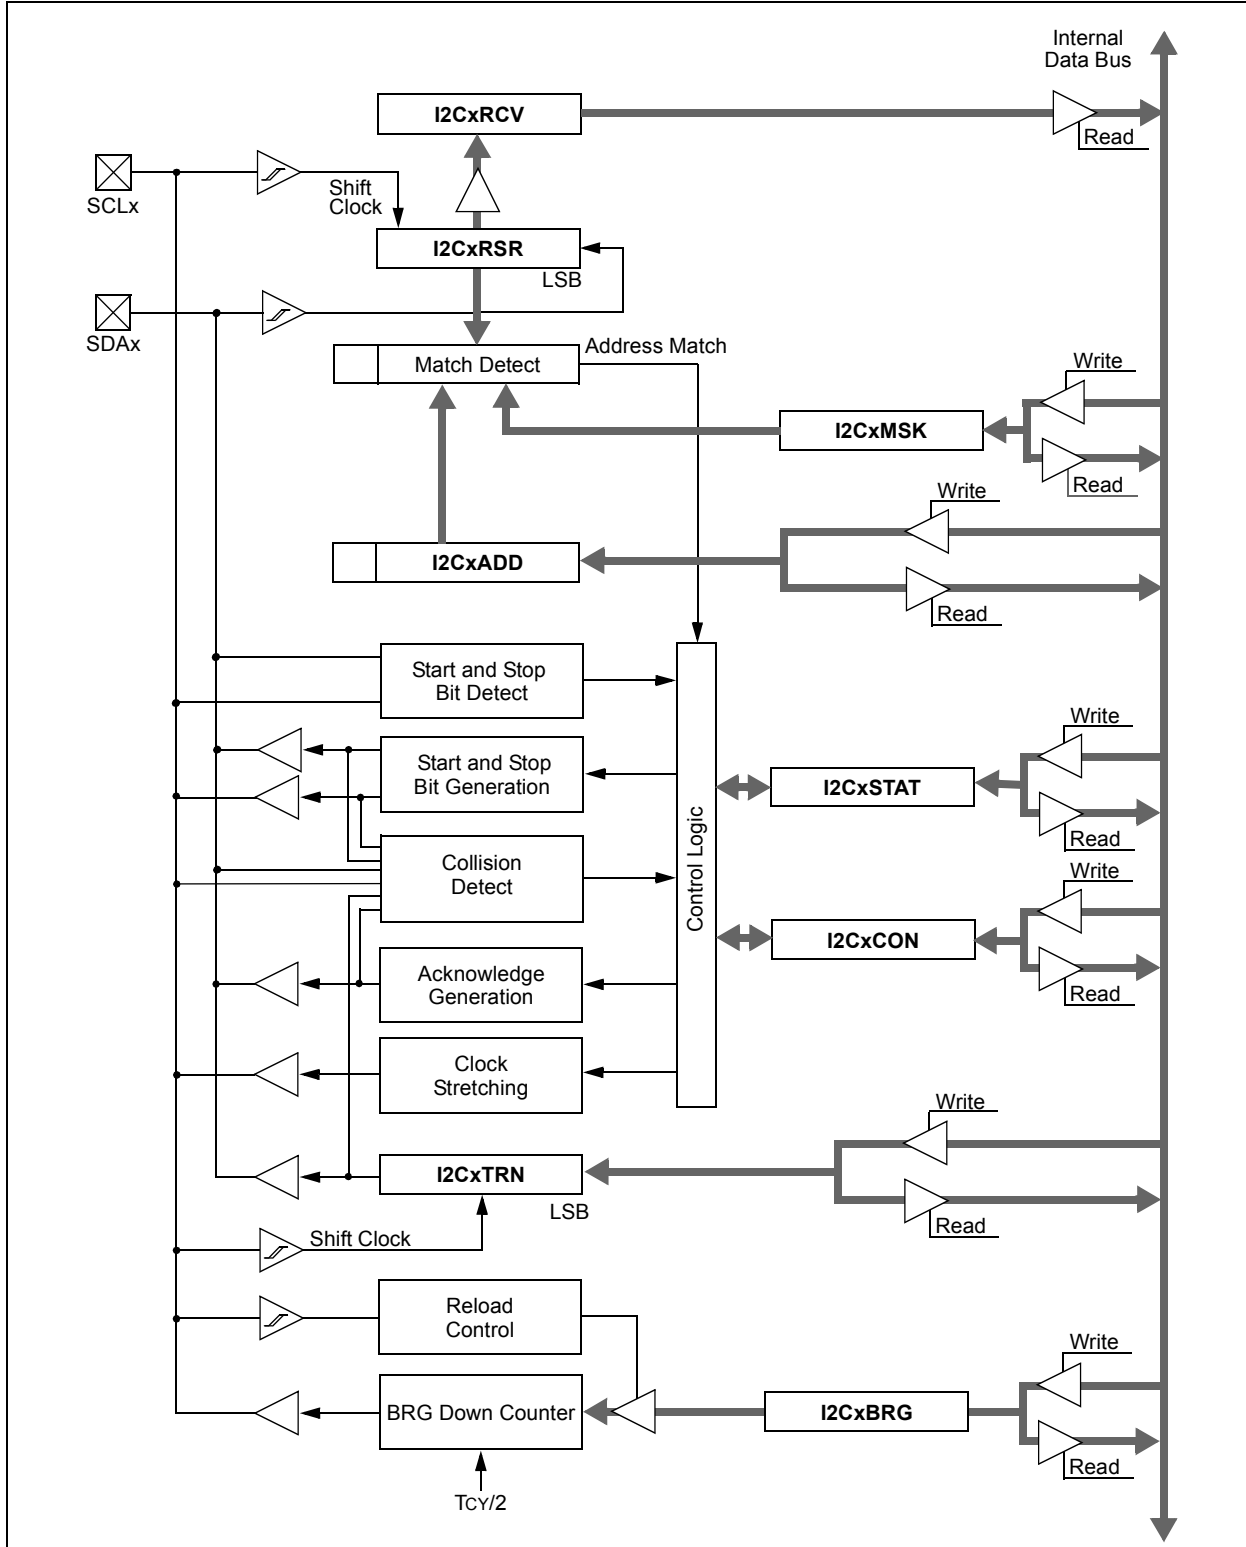 Internal
Data Bus
I2CxRCV
Read
SCLx
Shift
Clock
I2CxRSR
LSB
SDAx
Address Match
Match Detect
Write
I2CxMSK
Read
Write
I2CxADD
Read
Start and Stop
Bit Detect
Start and Stop
Bit Generation
Write
I2CxSTAT
Read
Control Logic
Collision
Detect
Write
I2CxCON
Read
Acknowledge
Generation
Clock
Stretching
Write
I2CxTRN
LSB
Read
Shift Clock
Reload
Control
Write
BRG Down Counter
I2CxBRG
Read
TCY/2